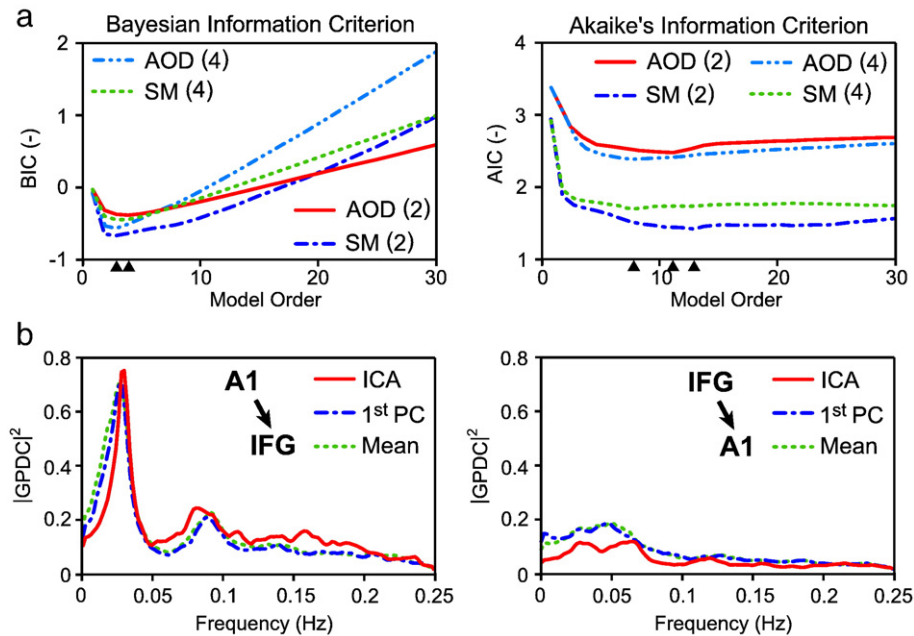 a
Bayesian Information Criterion
2
1
0
-1
BIC (-)
AOD (4)
SM (4)
AOD (2)
SM (2)
0
10
20
30
Model Order
Akaike's Information Criterion
4
3
2
1
AIC (-)
AOD (2)
AOD (4)
SM (2)
SM (4)
0
10
20
30
Model Order
b
0.8
0.6
0.4
0.2
0
|GPDC|²
A1
IFG
ICA
1st PC
Mean
0
0.05
0.1
0.15
0.2
0.25
Frequency (Hz)
0.8
0.6
0.4
0.2
0
|GPDC|²
IFG
A1
ICA
1st PC
Mean
0
0.05
0.1
0.15
0.2
0.25
Frequency (Hz)